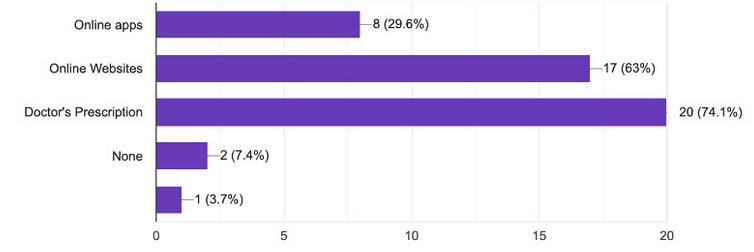 Online apps 8 (29.6%)
Online Websites 17 (63%)
Doctor's Prescription 20 (74.1%)
None 2 (7.4%)
1 (3.7%)
0 5 10 15 20